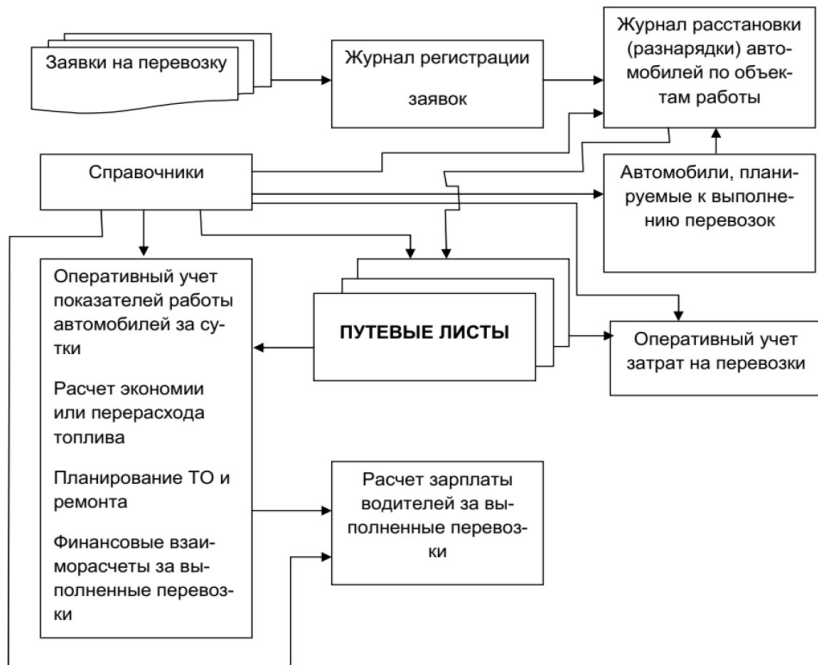 Заявки на перевозку
Журнал регистрации
заявок
Журнал расстановки
(разнарядки) авто-
мобилей по объек-
там работы
Справочники
Автомобили, плани-
руемые к выполне-
нию перевозок
Оперативный учет
показателей работы
автомобилей за су-
тки
Расчет экономии
или перерасхода
топлива
Планирование ТО и
ремонта
Финансовые взаи-
морасчеты за вы-
полненные перевоз-
ки
ПУТЕВЫЕ ЛИСТЫ
Оперативный учет
затрат на перевозки
Расчет зарплаты
водителей за вы-
полненные перевоз-
ки